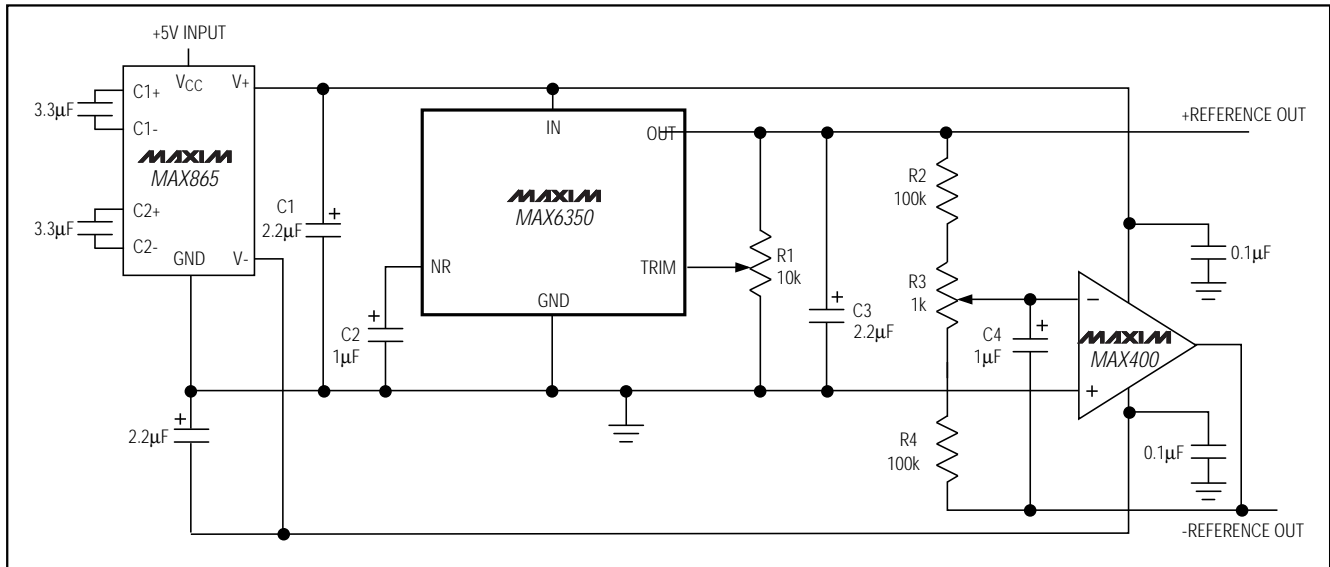 +5V INPUT
VCC
V+
C1+
3.3µF
C1-
MAXIM
MAX865
C2+
3.3µF
C2-
GND
V-
C1
+
2.2µF
IN
OUT
MAXIM
MAX6350
NR
TRIM
GND
+
C2
1µF
R1
10k
+
C3
2.2µF
+REFERENCE OUT
R2
100k
R3
1k
+
C4
1µF
0.1µF
−
MAXIM
MAX400
+
+
2.2µF
R4
100k
0.1µF
-REFERENCE OUT